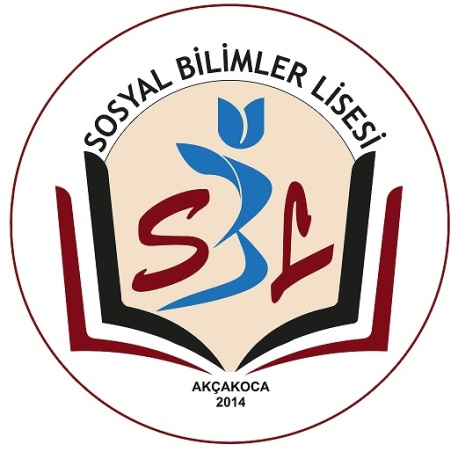 SOSYAL BİLİMLER LİSESİ
SBL
AKÇAKOCA
2014